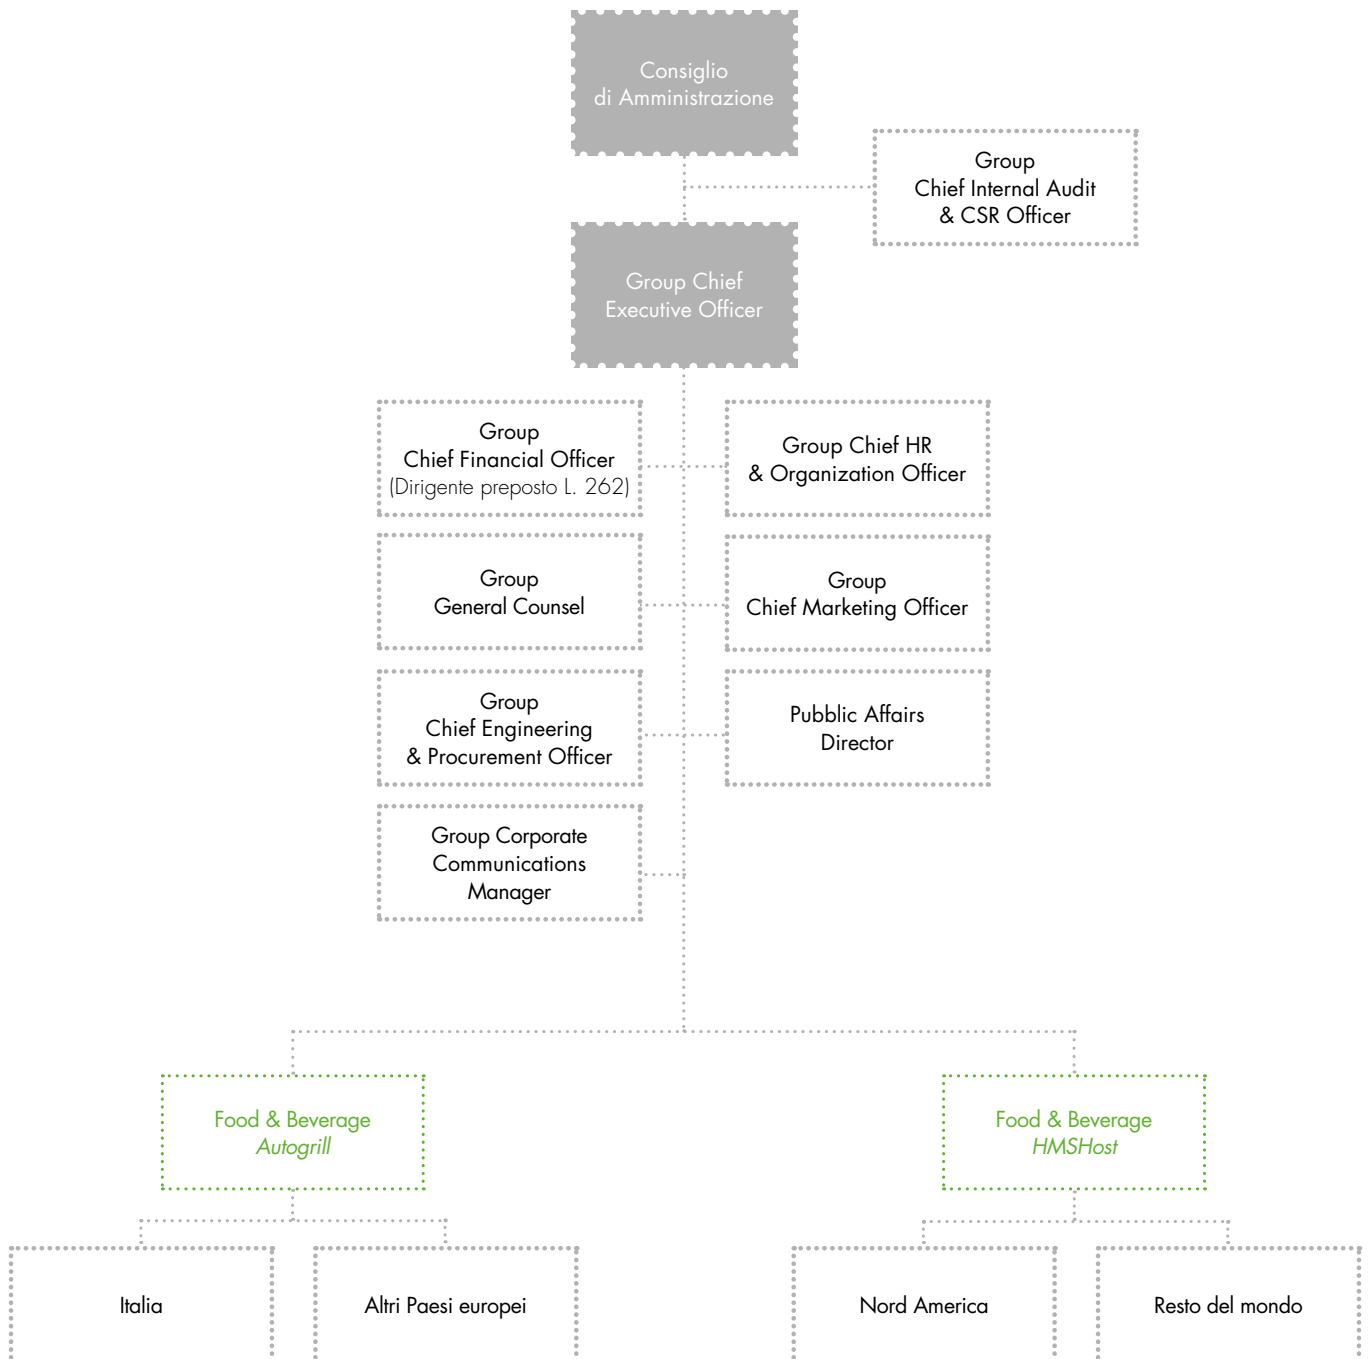 Consiglio
di Amministrazione
Group
Chief Internal Audit
& CSR Officer
Group Chief
Executive Officer
Group
Chief Financial Officer
(Dirigente preposto L. 262)
Group Chief HR
& Organization Officer
Group
General Counsel
Group
Chief Marketing Officer
Group
Chief Engineering
& Procurement Officer
Pubblic Affairs
Director
Group Corporate
Communications
Manager
Food & Beverage
Autogrill
Food & Beverage
HMSHost
Italia
Altri Paesi europei
Nord America
Resto del mondo